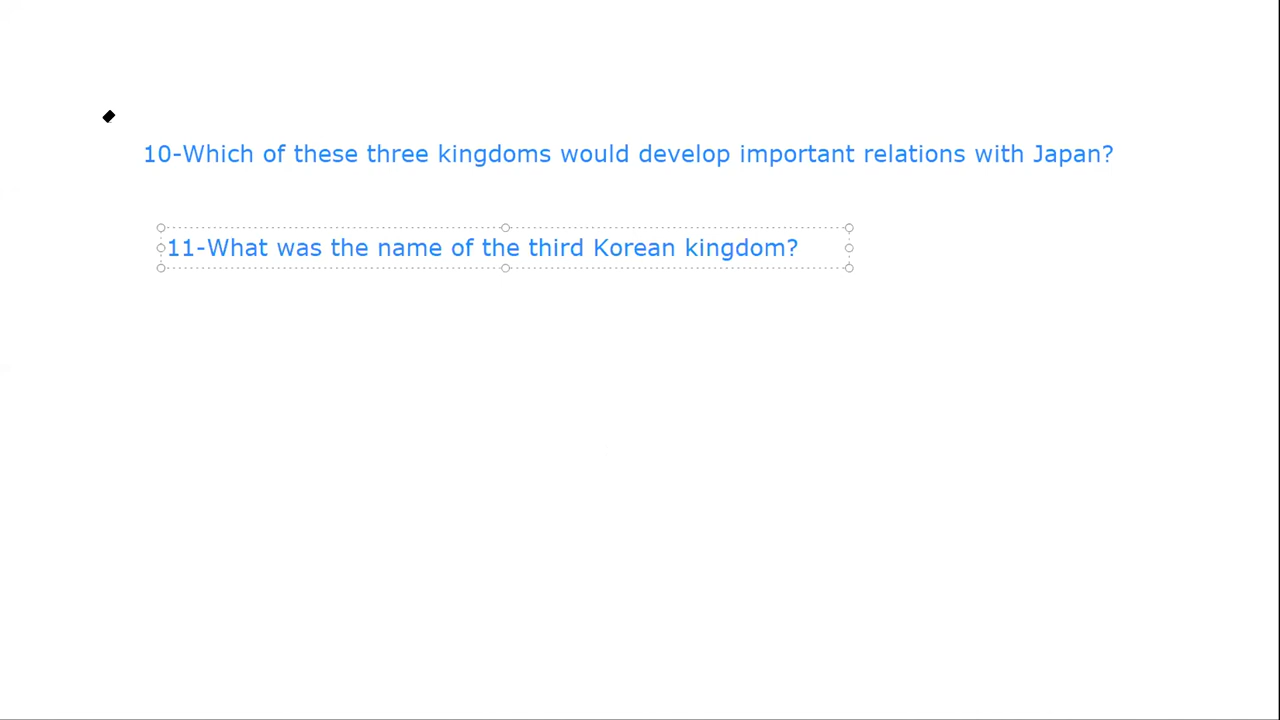 10-Which of these three kingdoms would develop important relations with Japan?
11-What was the name of the third Korean kingdom?